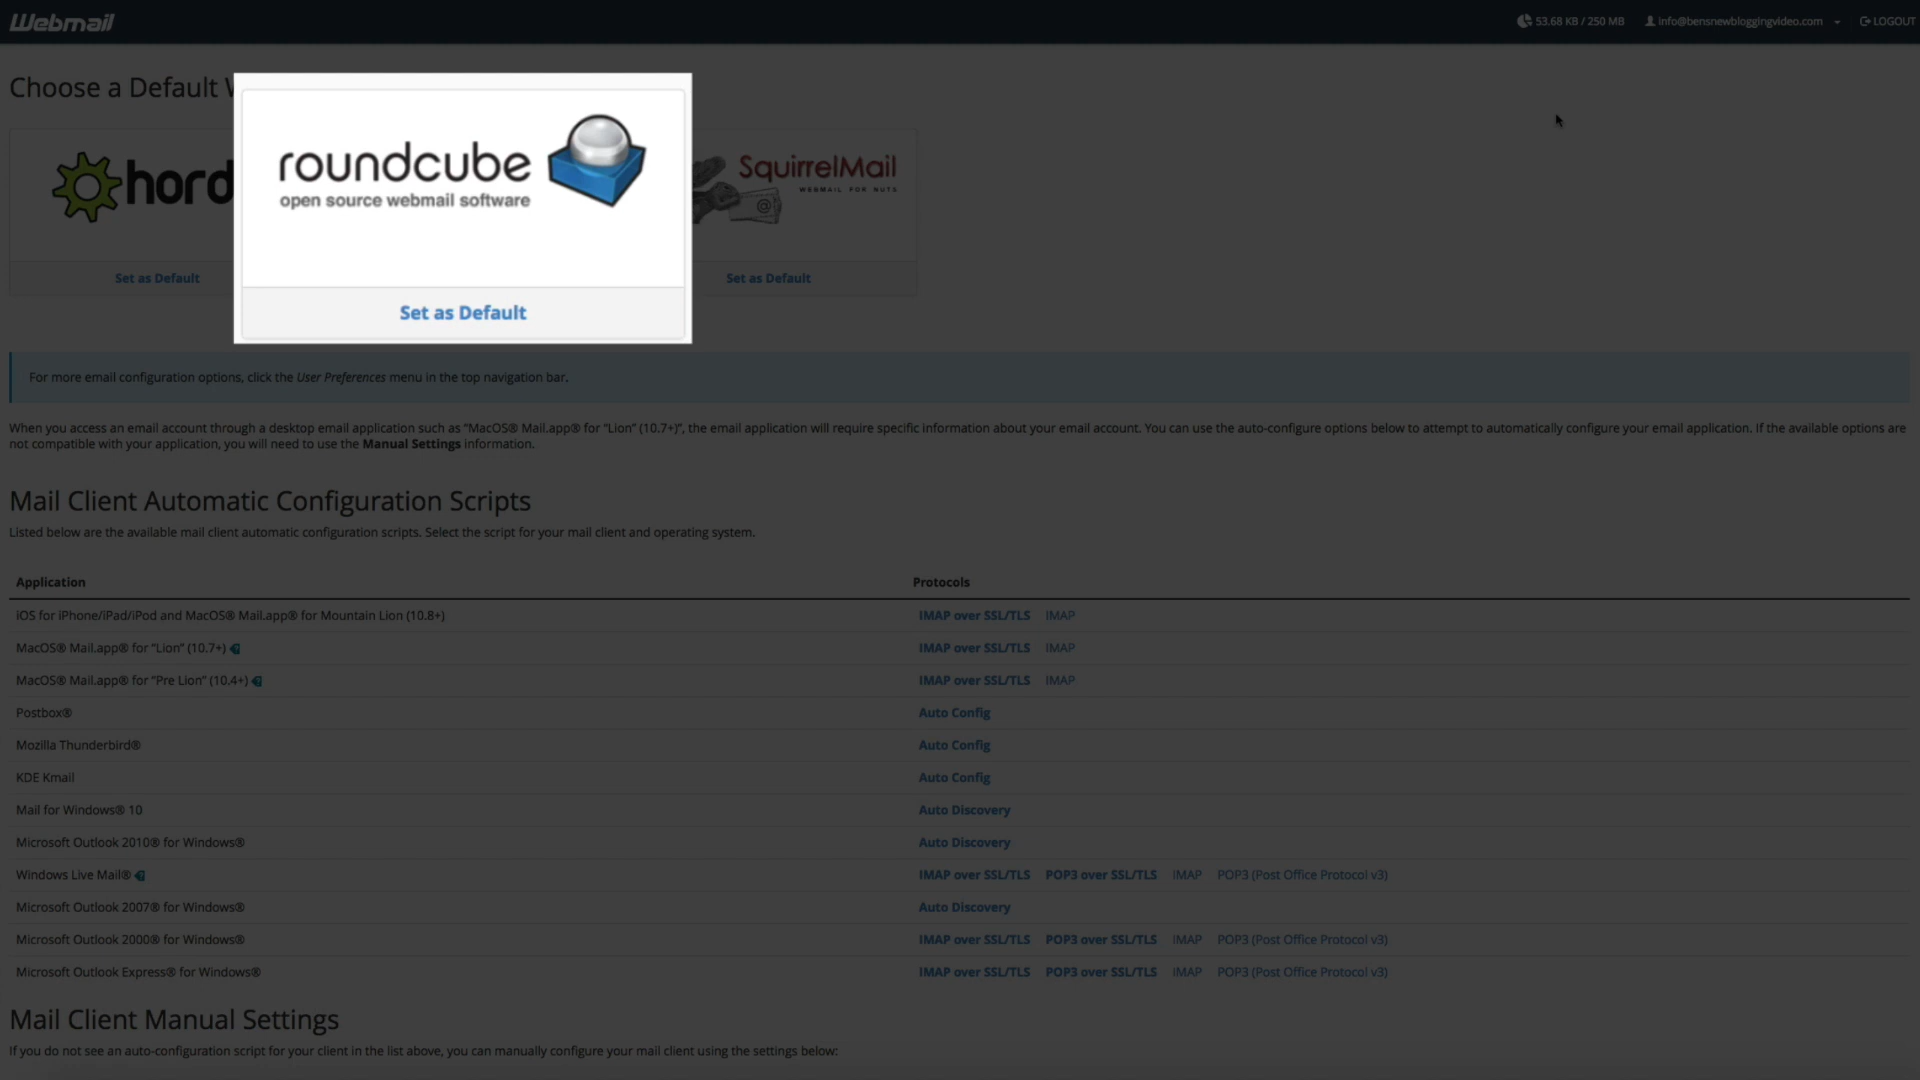 Webmail
53.68 KB / 250 MB info@bensnewbloggingvideo.com LOGOUT
Choose a Default
hord
roundcube
open source webmail software
SquirrelMail
WEBMAIL FOR NUTS
Set as Default
Set as Default
Set as Default
For more email configuration options, click the User Preferences menu in the top navigation bar.
When you access an email account through a desktop email application such as “MacOS® Mail.app® for “Lion” (10.7+)”, the email application will require specific information about your email account. You can use the auto-configure options below to attempt to automatically configure your email application. If the available options are
not compatible with your application, you will need to use the Manual Settings information.
Mail Client Automatic Configuration Scripts
Listed below are the available mail client automatic configuration scripts. Select the script for your mail client and operating system.
Application Protocols
iOS for iPhone/iPad/iPod and MacOS® Mail.app® for Mountain Lion (10.8+) IMAP over SSL/TLS IMAP
MacOS® Mail.app® for “Lion” (10.7+) IMAP over SSL/TLS IMAP
MacOS® Mail.app® for “Pre Lion” (10.4+) IMAP over SSL/TLS IMAP
Postbox® Auto Config
Mozilla Thunderbird® Auto Config
KDE Kmail Auto Config
Mail for Windows® 10 Auto Discovery
Microsoft Outlook 2010® for Windows® Auto Discovery
Windows Live Mail® IMAP over SSL/TLS POP3 over SSL/TLS IMAP POP3 (Post Office Protocol v3)
Microsoft Outlook 2007® for Windows® Auto Discovery
Microsoft Outlook 2000® for Windows® IMAP over SSL/TLS POP3 over SSL/TLS IMAP POP3 (Post Office Protocol v3)
Microsoft Outlook Express® for Windows® IMAP over SSL/TLS POP3 over SSL/TLS IMAP POP3 (Post Office Protocol v3)
Mail Client Manual Settings
If you do not see an auto-configuration script for your client in the list above, you can manually configure your mail client using the settings below: